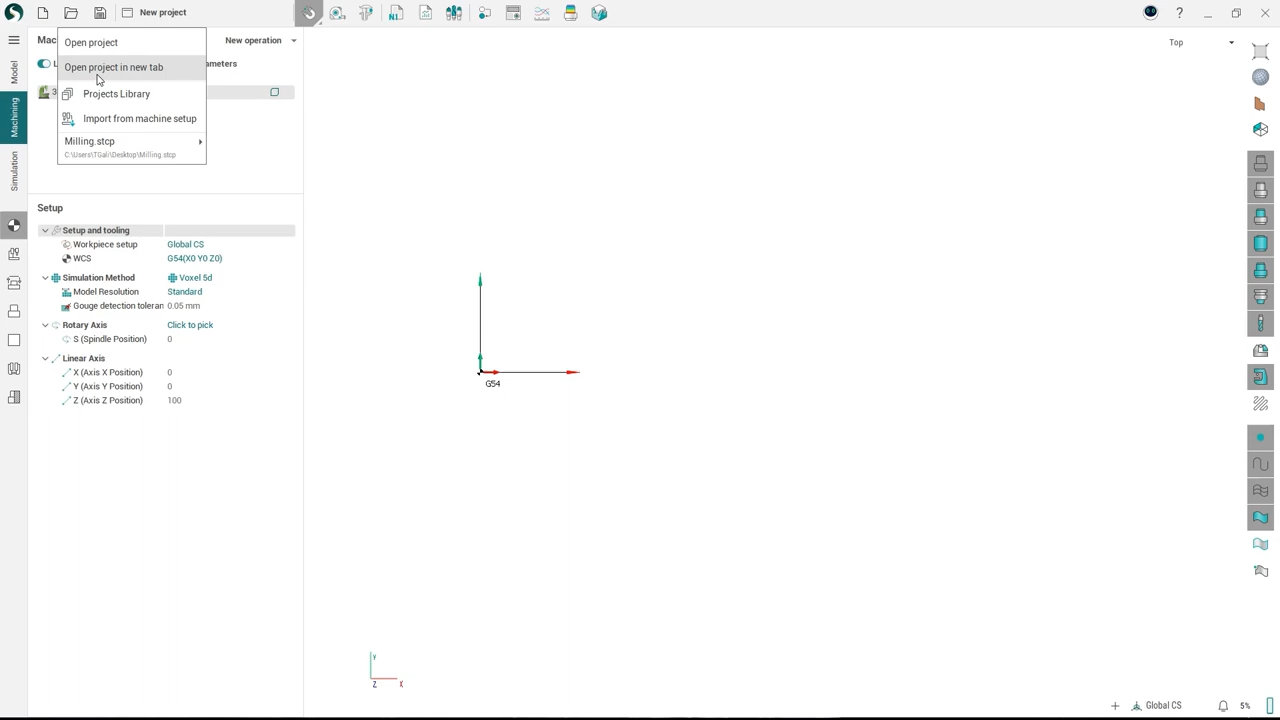 New project
?
Mac
New operation
Open project
Open project in new tab
L
ameters
3
Projects Library
Import from machine setup
Milling.stcp
C:\Users\TGali\Desktop\Milling.stcp
Model
Machining
Simulation
Top
Setup
Setup and tooling
Workpiece setup Global CS
WCS G54(X0 Y0 Z0)
Simulation Method Voxel 5d
Model Resolution Standard
Gouge detection toleran 0.05 mm
Rotary Axis Click to pick
S (Spindle Position) 0
Linear Axis
X (Axis X Position) 0
Y (Axis Y Position) 0
Z (Axis Z Position) 100
G54
Y
Z X
Global CS
5%